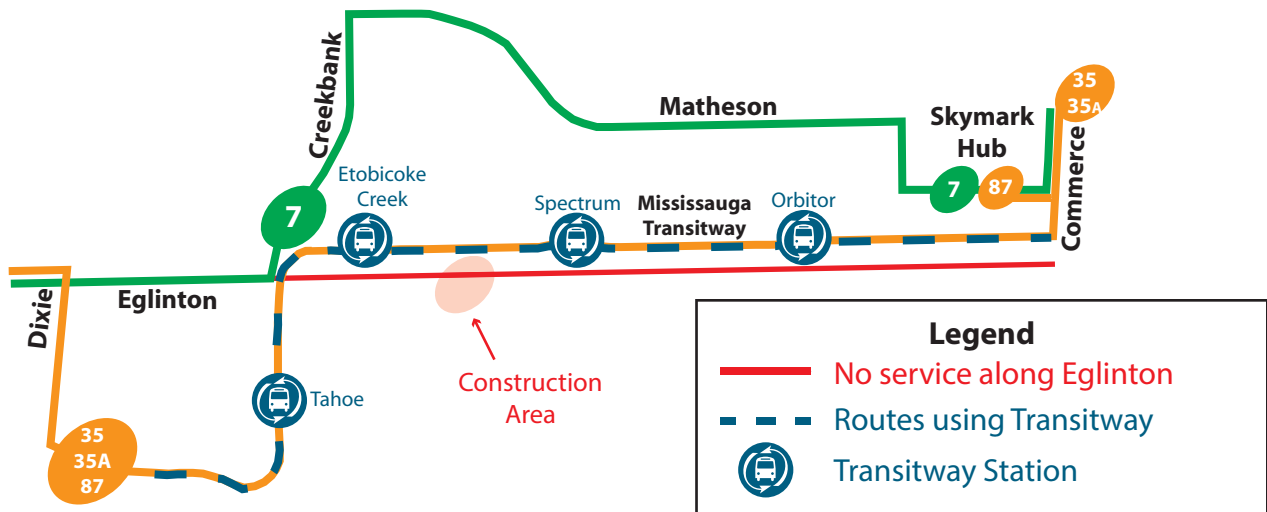 Creekbank
Matheson
Skymark
Hub
35
35A
Commerce
7
87
7
Etobicoke
Creek
Spectrum
Mississauga
Transitway
Orbitor
Dixie
Eglinton
Tahoe
Construction
Area
35
35A
87
Legend
No service along Eglinton
Routes using Transitway
Transitway Station